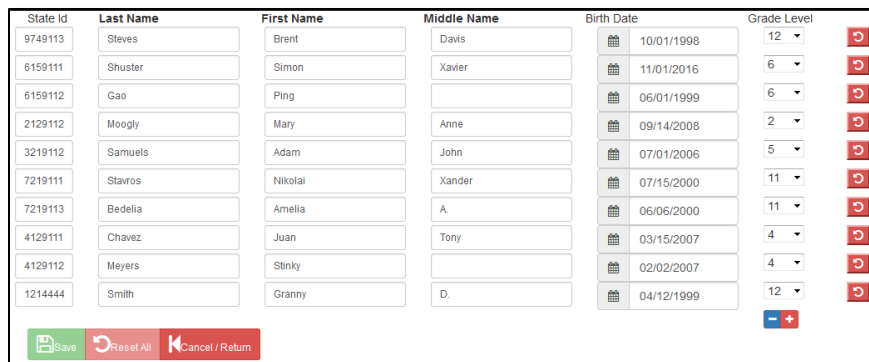 State Id Last Name First Name Middle Name Birth Date Grade Level
9749113 Steves Brent Davis 10/01/1998 12
6159111 Shuster Simon Xavier 11/01/2016 6
6159112 Gao Ping 06/01/1999 6
2129112 Moogly Mary Anne 09/14/2008 2
3219112 Samuels Adam John 07/01/2006 5
7219111 Stavros Nikolai Xander 07/15/2000 11
7219113 Bedelia Amelia A. 06/06/2000 11
4129111 Chavez Juan Tony 03/15/2007 4
4129112 Meyers Stinky 02/02/2007 4
1214444 Smith Granny D. 04/12/1999 12
Save Reset All Cancel / Return